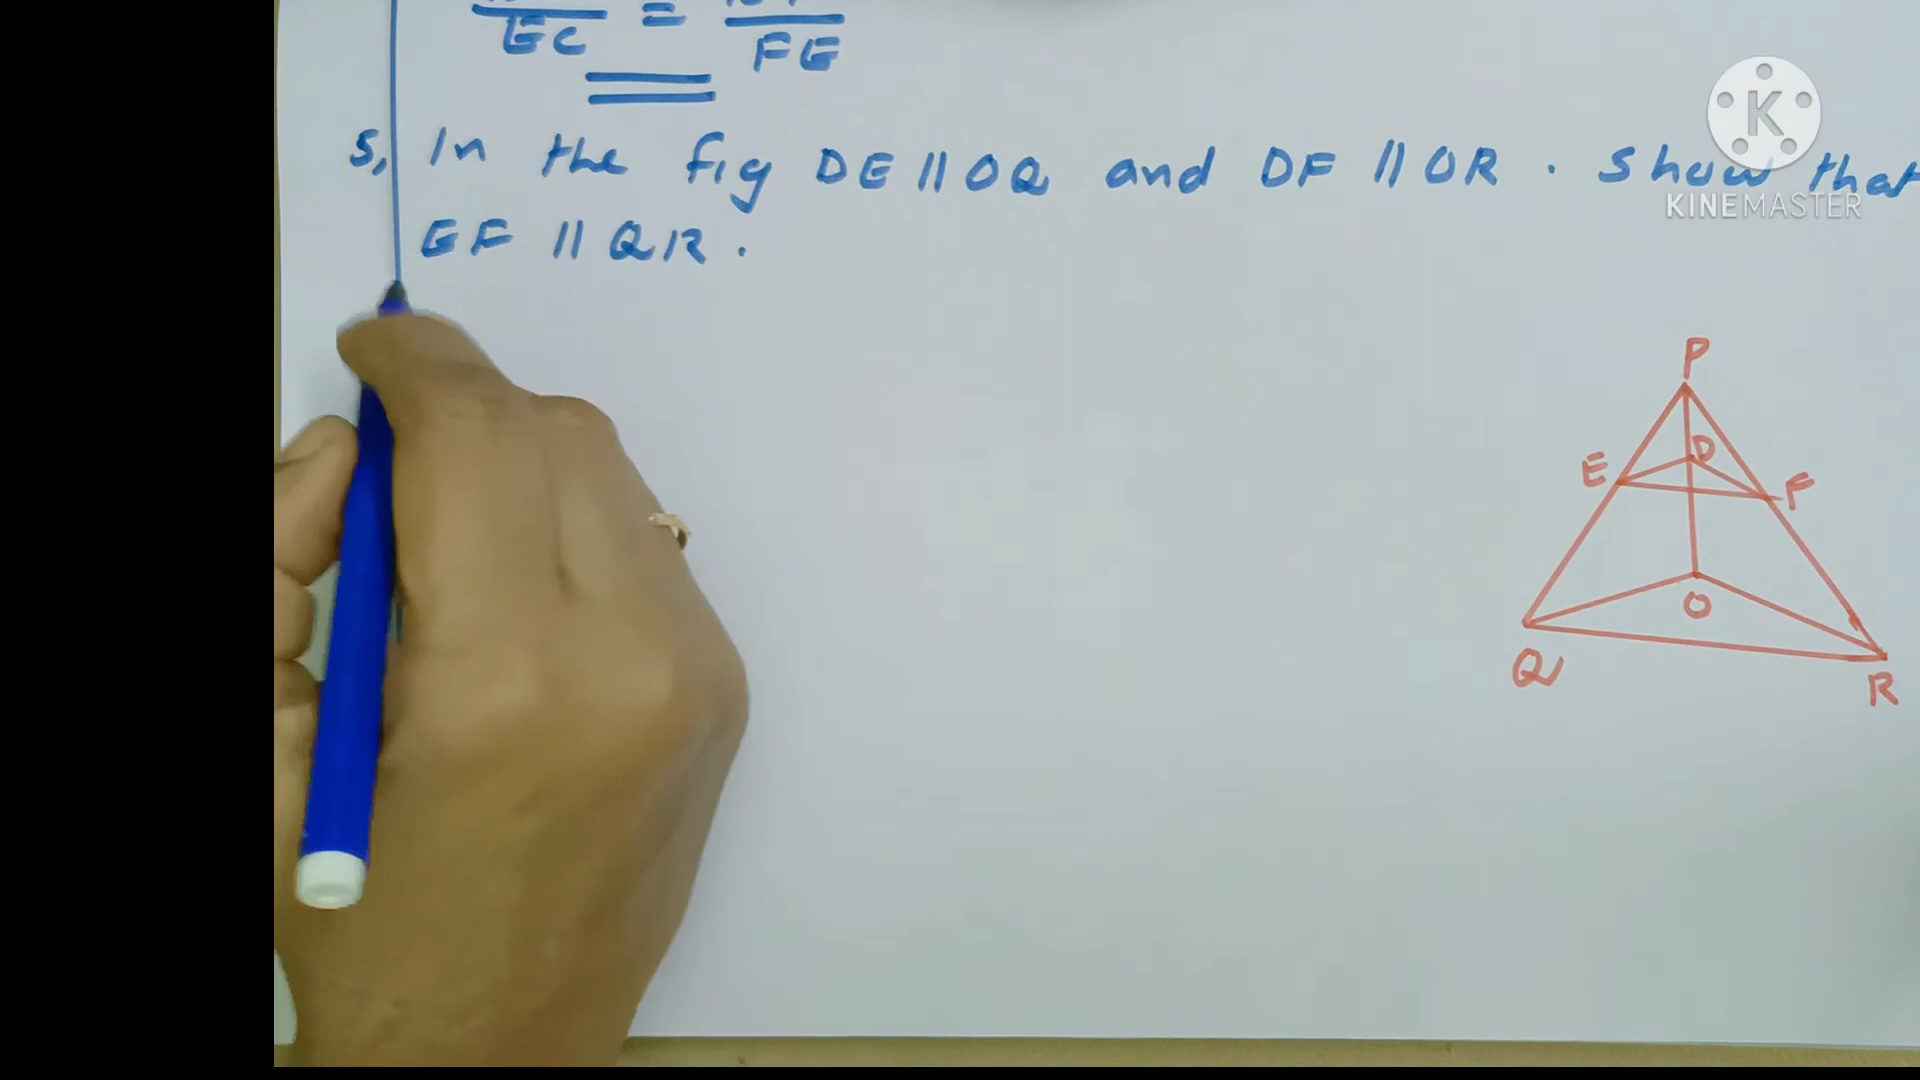 EC = FE
5, In the fig DE || OQ and DF || OR . Show that
EF || QR .
K
KINEMASTER
P
D
E
F
O
Q
R